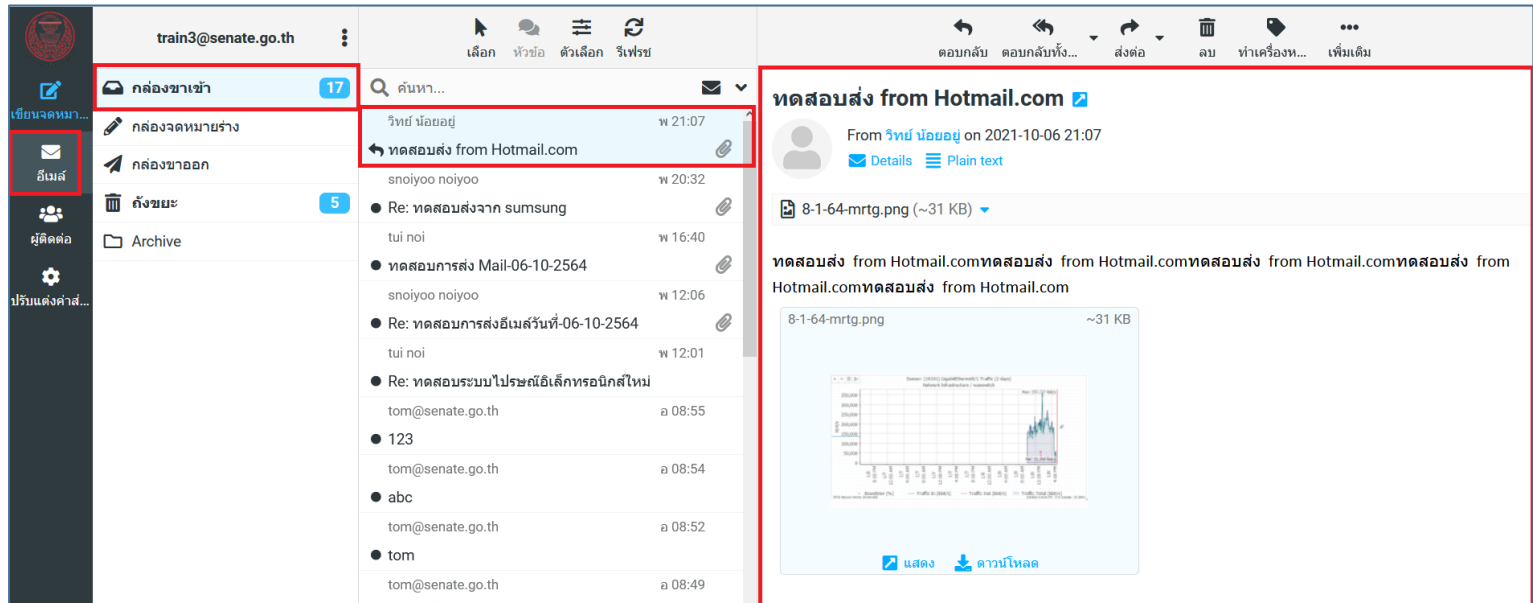 train3@senate.go.th
เขียนจดหมา...
อีเมล์
ผู้ติดต่อ
ปรับแต่งค่าส่...
กล่องขาเข้า 17
กล่องจดหมายร่าง
กล่องขาออก
ถังขยะ 5
Archive
เลือก หัวข้อ ตัวเลือก รีเฟรช
ค้นหา...
วิทย์ น้อยอยู่ พ 21:07
ทดสอบส่ง from Hotmail.com
snoiyoo noiyoo พ 20:32
Re: ทดสอบส่งจาก sumsung
tui noi พ 16:40
ทดสอบการส่ง Mail-06-10-2564
snoiyoo noiyoo พ 12:06
Re: ทดสอบการส่งอีเมล์วันที่-06-10-2564
tui noi พ 12:01
Re: ทดสอบระบบไปรษณีอิเล็กทรอนิกส์ใหม่
tom@senate.go.th อ 08:55
123
tom@senate.go.th อ 08:54
abc
tom@senate.go.th อ 08:52
tom
tom@senate.go.th อ 08:49
ตอบกลับ ตอบกลับทั้ง... ส่งต่อ ลบ ทำเครื่องห... เพิ่มเติม
ทดสอบส่ง from Hotmail.com
From วิทย์ น้อยอยู่ on 2021-10-06 21:07
Details Plain text
8-1-64-mrtg.png (~31 KB)
ทดสอบส่ง from Hotmail.comทดสอบส่ง from Hotmail.comทดสอบส่ง from Hotmail.comทดสอบส่ง from
Hotmail.comทดสอบส่ง from Hotmail.com
8-1-64-mrtg.png ~31 KB
แสดง ดาวน์โหลด